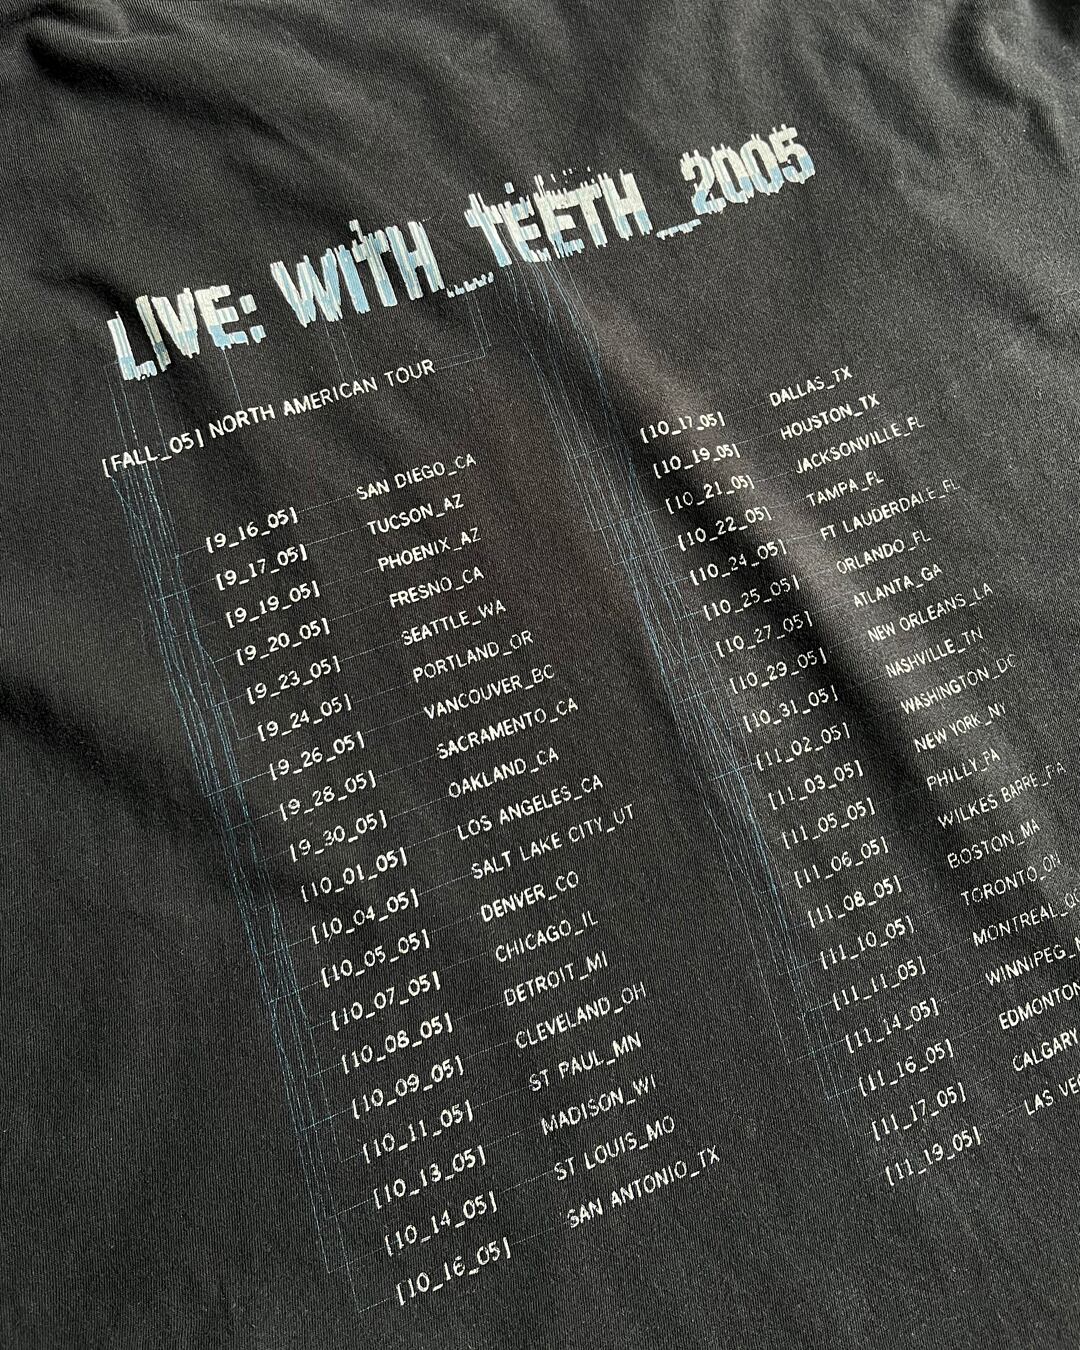 LIVE: WITH_TEETH_2005
[FALL_05] NORTH AMERICAN TOUR
[9_16_05] SAN DIEGO_CA
[9_17_05] TUCSON_AZ
[9_19_05] PHOENIX_AZ
[9_20_05] FRESNO_CA
[9_23_05] SEATTLE_WA
[9_24_05] PORTLAND_OR
[9_26_05] VANCOUVER_BC
[9_28_05] SACRAMENTO_CA
[9_30_05] OAKLAND_CA
[10_01_05] LOS ANGELES_CA
[10_04_05] SALT LAKE CITY_UT
[10_05_05] DENVER_CO
[10_07_05] CHICAGO_IL
[10_08_05] DETROIT_MI
[10_09_05] CLEVELAND_OH
[10_11_05] ST PAUL_MN
[10_13_05] MADISON_WI
[10_14_05] ST LOUIS_MO
[10_16_05] SAN ANTONIO_TX
[10_17_05] DALLAS_TX
[10_19_05] HOUSTON_TX
[10_21_05] JACKSONVILLE_FL
[10_22_05] TAMPA_FL
[10_24_05] FT LAUDERDALE_FL
[10_25_05] ORLANDO_FL
[10_27_05] ATLANTA_GA
[10_29_05] NEW ORLEANS_LA
[10_31_05] NASHVILLE_TN
[11_02_05] WASHINGTON_DC
[11_03_05] NEW YORK_NY
[11_05_05] PHILLY_PA
[11_06_05] WILKES BARRE_PA
[11_08_05] BOSTON_MA
[11_10_05] TORONTO_ON
[11_11_05] MONTREAL_
[11_14_05] WINNIPEG_
[11_16_05] EDMONTON
[11_17_05] CALGARY
[11_19_05] LAS